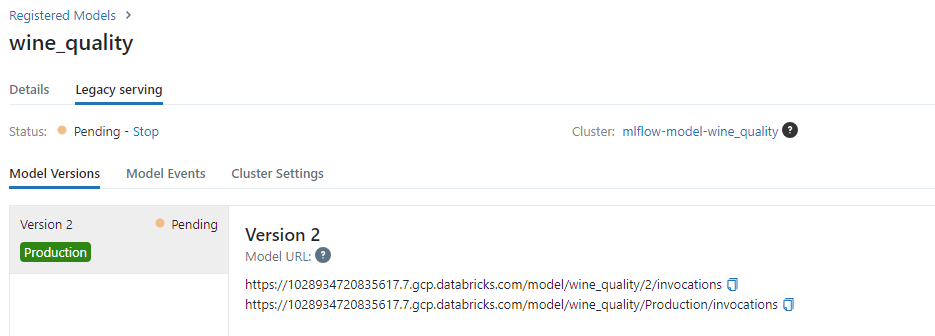 Registered Models >
wine_quality
Details Legacy serving
Status: Pending - Stop Cluster: mlflow-model-wine_quality ?
Model Versions Model Events Cluster Settings
Version 2 Pending
Production
Version 2
Model URL: ?
https://1028934720835617.7.gcp.databricks.com/model/wine_quality/2/invocations
https://1028934720835617.7.gcp.databricks.com/model/wine_quality/Production/invocations